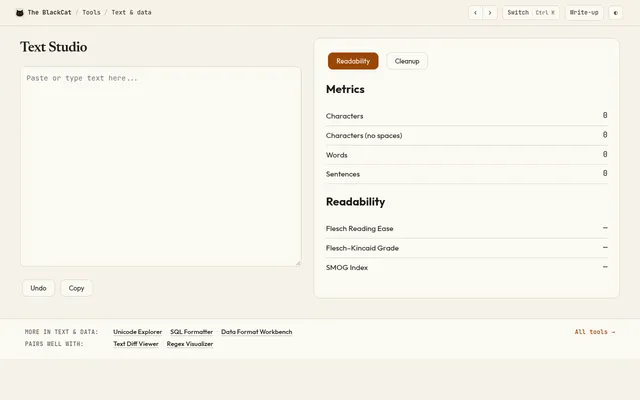 The BlackCat / Tools / Text & data
‹ › Switch Ctrl K Write-up ◐
Text Studio
Paste or type text here...
Undo Copy
Readability Cleanup
Metrics
Characters 0
Characters (no spaces) 0
Words 0
Sentences 0
Readability
Flesch Reading Ease —
Flesch–Kincaid Grade —
SMOG Index —
MORE IN TEXT & DATA: Unicode Explorer SQL Formatter Data Format Workbench All tools →
PAIRS WELL WITH: Text Diff Viewer Regex Visualizer